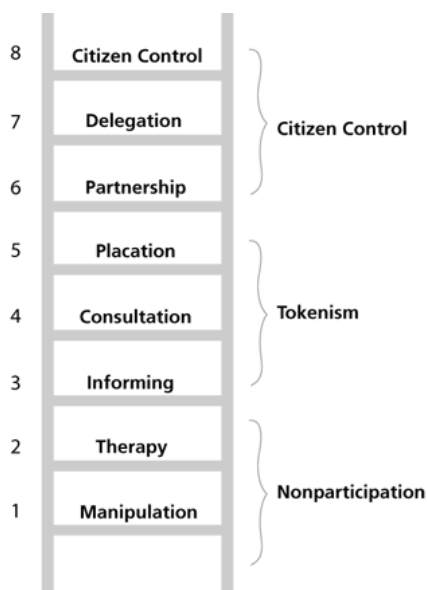 8 Citizen Control
7 Delegation
Citizen Control
6 Partnership
5 Placation
4 Consultation
Tokenism
3 Informing
2 Therapy
Nonparticipation
1 Manipulation